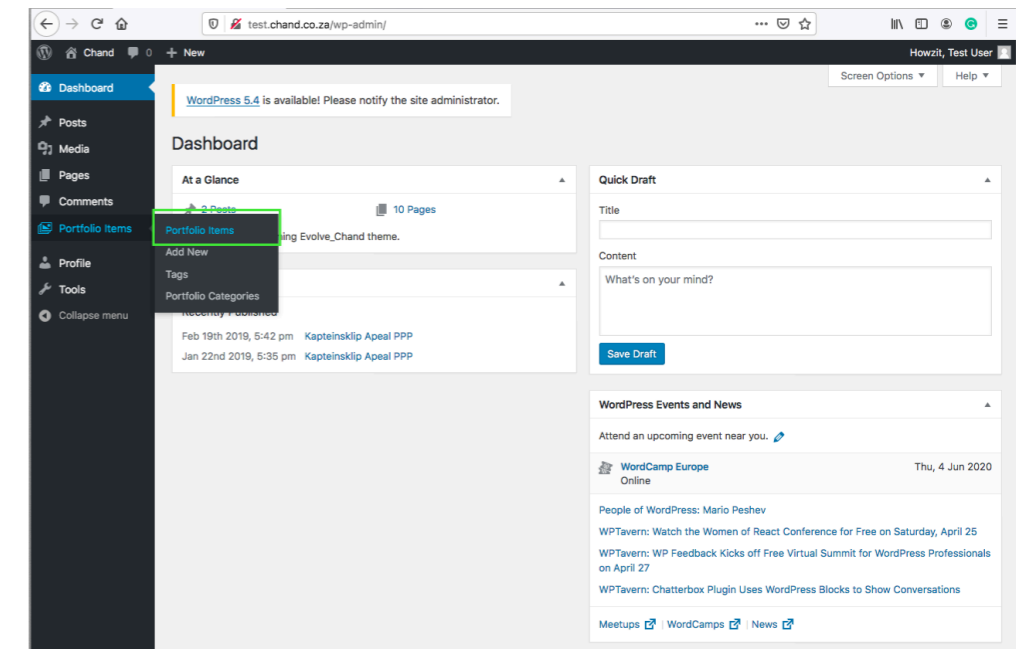 test.chand.co.za/wp-admin/
Chand 0 + New Howzit, Test User
Screen Options ▼ Help ▼
Dashboard
Posts
Media
Pages
Comments
Portfolio Items
Profile
Tools
Collapse menu
Portfolio Items
Add New
Tags
Portfolio Categories
WordPress 5.4 is available! Please notify the site administrator.
Dashboard
At a Glance
2 Posts 10 Pages
Evolve_Chand theme.
Recently Published
Feb 19th 2019, 5:42 pm Kapteinsklip Apeal PPP
Jan 22nd 2019, 5:35 pm Kapteinsklip Apeal PPP
Quick Draft
Title
Content
What's on your mind?
Save Draft
WordPress Events and News
Attend an upcoming event near you.
WordCamp Europe Thu, 4 Jun 2020
Online
People of WordPress: Mario Peshev
WPTavern: Watch the Women of React Conference for Free on Saturday, April 25
WPTavern: WP Feedback Kicks off Free Virtual Summit for WordPress Professionals
on April 27
WPTavern: Chatterbox Plugin Uses WordPress Blocks to Show Conversations
Meetups | WordCamps | News